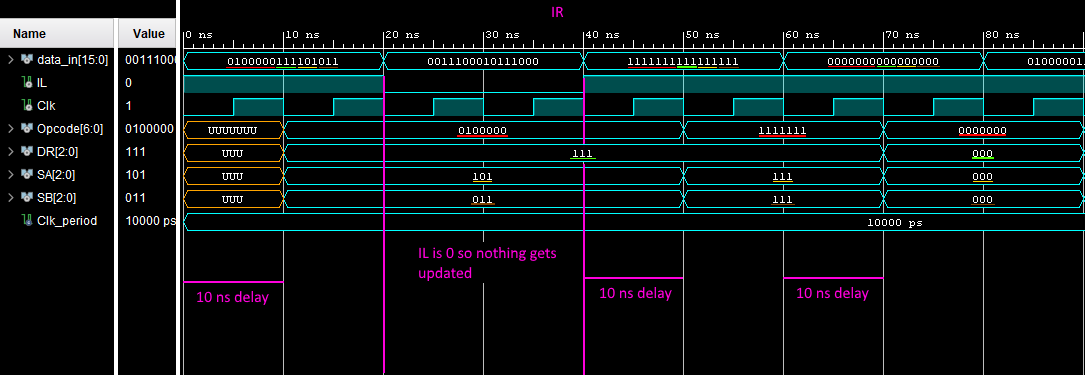 IR
Name Value 0 ns 10 ns 20 ns 30 ns 40 ns 50 ns 60 ns 70 ns 80 ns
data_in[15:0] 00111000 0100000111101011 0011100010111000 1111111111111111 0000000000000000 01000001
IL 0
Clk 1
Opcode[6:0] 0100000 UUUUUUU 0100000 1111111 0000000
DR[2:0] 111 UUU 111 000
SA[2:0] 101 UUU 101 111 000
SB[2:0] 011 UUU 011 111 000
Clk_period 10000 ps 10000 ps
IL is 0 so nothing gets
updated
10 ns delay 10 ns delay 10 ns delay